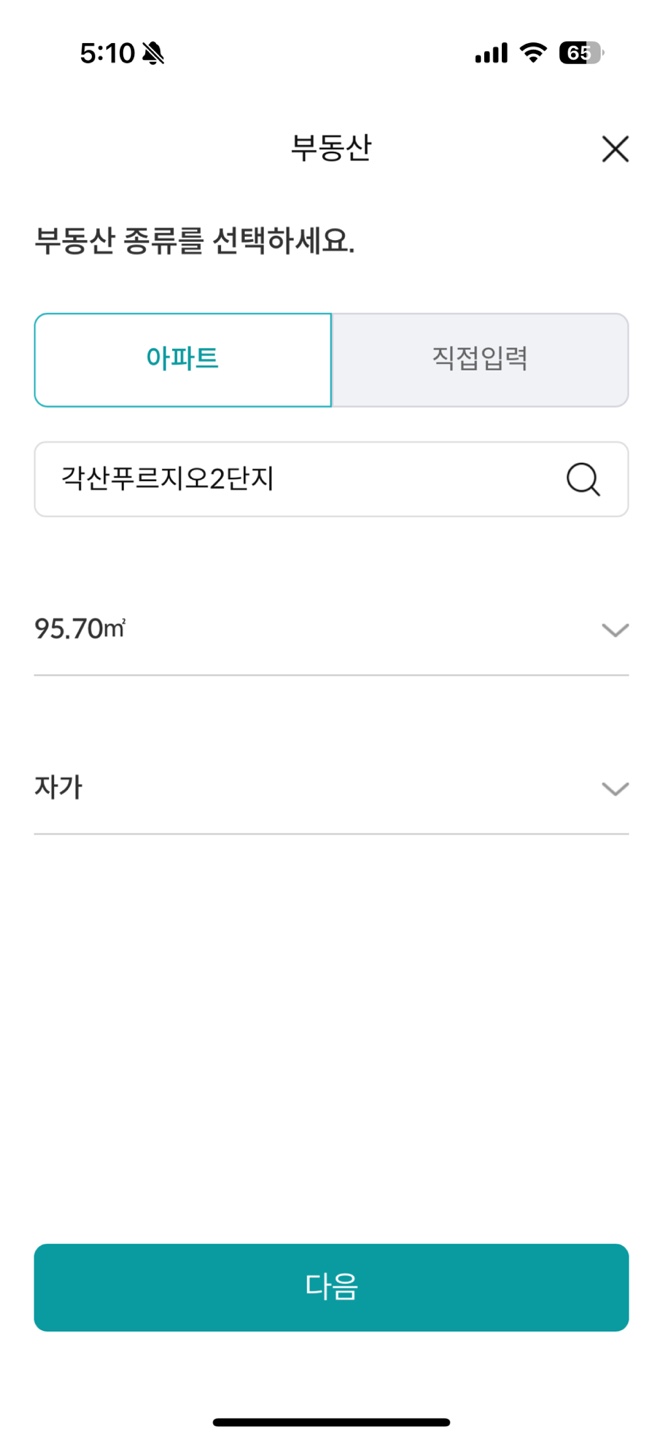 5:10
65
부동산
부동산 종류를 선택하세요.
아파트
직접입력
각산푸르지오2단지
95.70㎡
자가
다음